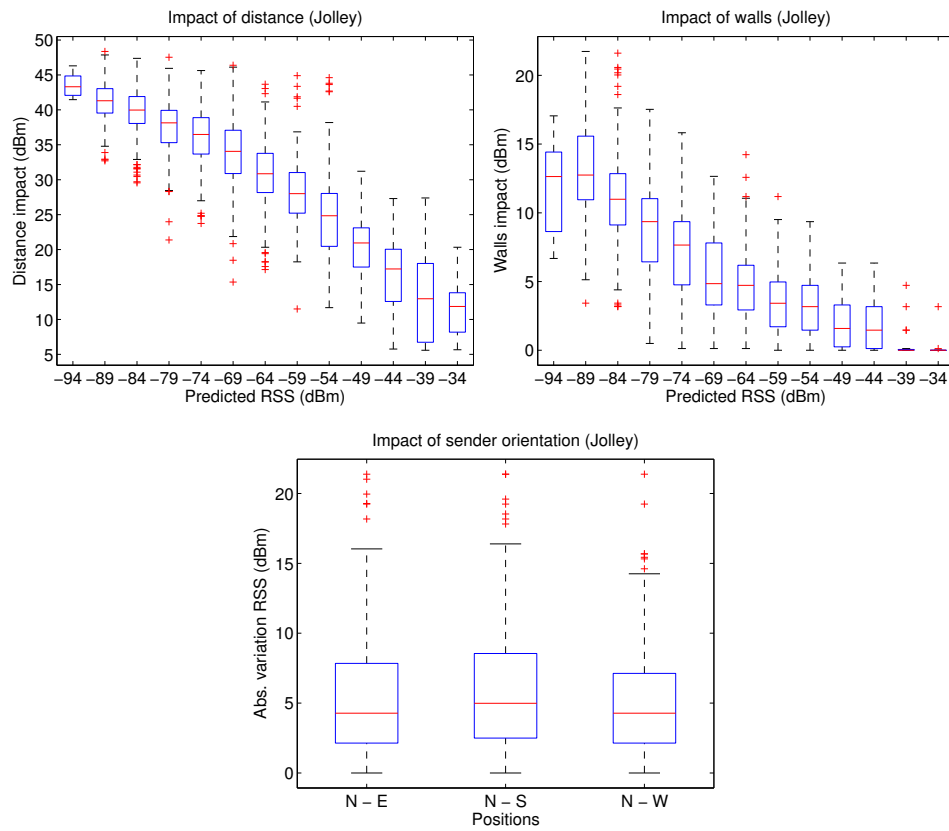 Impact of distance (Jolley)
50
45
40
35
30
25
20
15
10
5
Distance impact (dBm)
−94 −89 −84 −79 −74 −69 −64 −59 −54 −49 −44 −39 −34
Predicted RSS (dBm)
Impact of walls (Jolley)
20
15
10
5
0
Walls impact (dBm)
−94 −89 −84 −79 −74 −69 −64 −59 −54 −49 −44 −39 −34
Predicted RSS (dBm)
Impact of sender orientation (Jolley)
20
15
10
5
0
Abs. variation RSS (dBm)
N − E N − S N − W
Positions